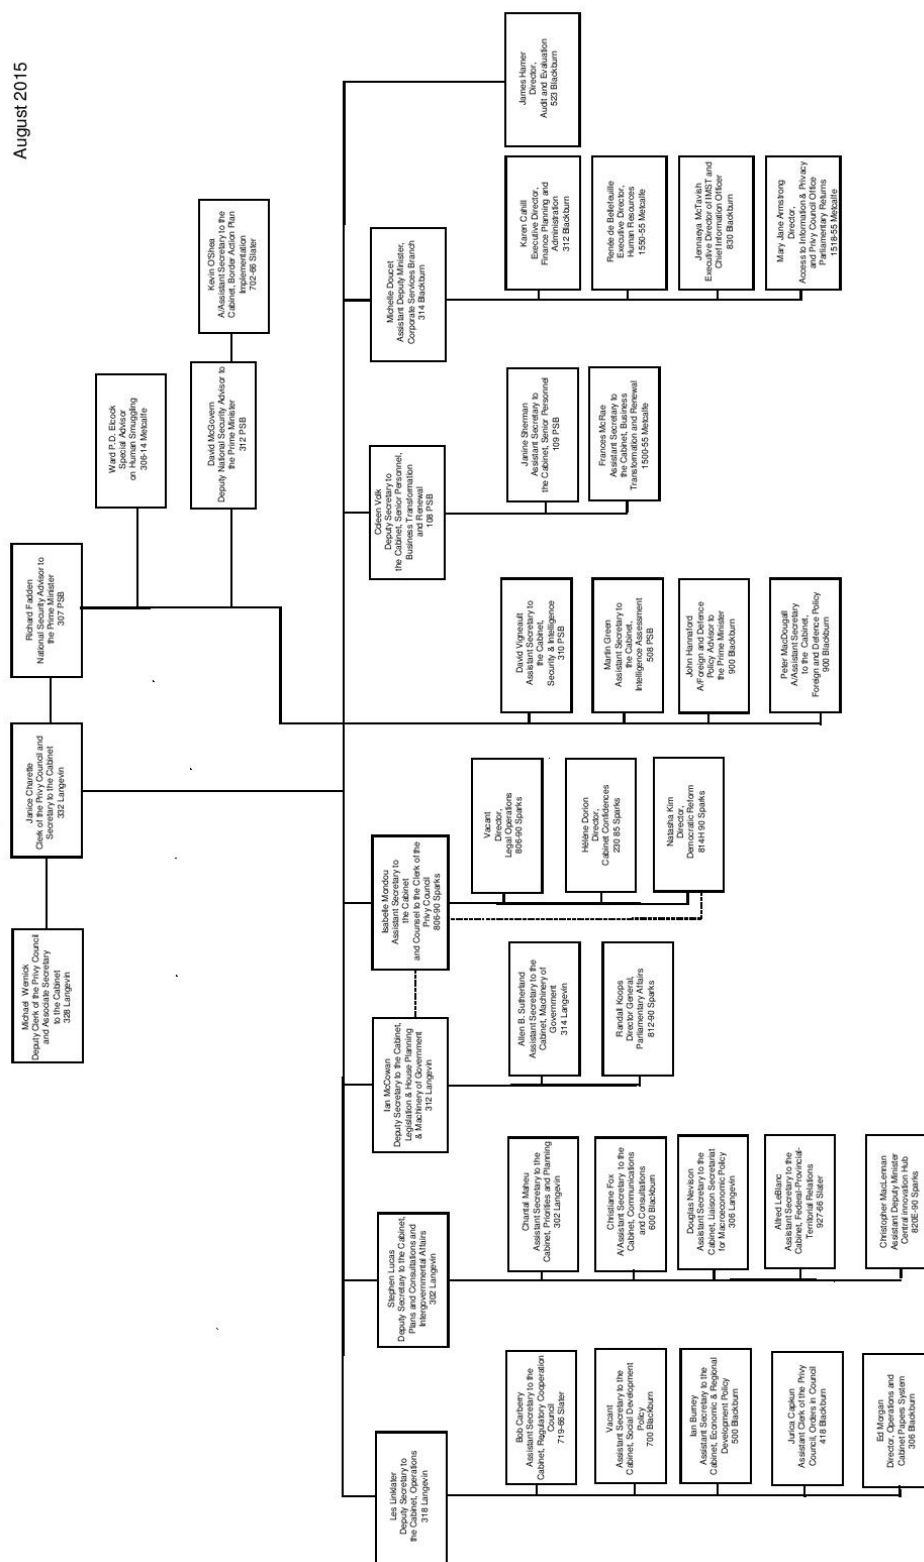 August 2015
Michael Wernick
Deputy Clerk of the Privy Council
and Associate Secretary
to the Cabinet
328 Langevin
Janice Charette
Clerk of the Privy Council and
Secretary to the Cabinet
332 Langevin
Richard Fadden
National Security Advisor to
the Prime Minister
307 PSB
Ward P.D. Elcock
Special Advisor
on Human Smuggling
306-14 Metcalfe
David McGovern
Deputy National Security Advisor to
the Prime Minister
312 PSB
Kevin O'Shea
A/Assistant Secretary to the
Cabinet, Border Action Plan
Implementation
702-66 Slater
Les Linklater
Deputy Secretary to
the Cabinet, Operations
318 Langevin
Bob Carberry
Assistant Secretary to the
Cabinet, Regulatory Cooperation
Council
719-66 Slater
Vacant
Assistant Secretary to the
Cabinet, Social Development
Policy
700 Blackburn
Ian Burney
Assistant Secretary to the
Cabinet, Economic & Regional
Development Policy
500 Blackburn
Jurica Capkun
Assistant Clerk of the Privy
Council, Orders in Council
418 Blackburn
Ed Morgan
Director, Operations and
Cabinet Papers System
306 Blackburn
Stephen Lucas
Deputy Secretary to the Cabinet,
Plans and Consultations and
Intergovernmental Affairs
302 Langevin
Chantal Maheu
Assistant Secretary to the
Cabinet, Priorities and Planning
302 Langevin
Christiane Fox
A/Assistant Secretary to the
Cabinet, Communications
and Consultations
600 Blackburn
Douglas Nevison
Assistant Secretary to the
Cabinet, Liaison Secretariat
for Macroeconomic Policy
306 Langevin
Alfred LeBlanc
Assistant Secretary to the
Cabinet, Federal-Provincial-
Territorial Relations
927-66 Slater
Christopher MacLennan
Assistant Deputy Minister
Central innovation Hub
820E-90 Sparks
Ian McCowan
Deputy Secretary to the Cabinet,
Legislation & House Planning
& Machinery of Government
312 Langevin
Allen B. Sutherland
Assistant Secretary to the
Cabinet, Machinery of
Government
314 Langevin
Randall Koops
Director General,
Parliamentary Affairs
812-90 Sparks
Isabelle Mondou
Assistant Secretary to
the Cabinet
and Counsel to the Clerk of the
Privy Council
806-90 Sparks
Vacant
Director,
Legal Operations
806-90 Sparks
Hélène Dorion
Director,
Cabinet Confidences
230 85 Sparks
Natasha Kim
Director,
Democratic Reform
814H 90 Sparks
David Vigneault
Assistant Secretary to
the Cabinet,
Security & Intelligence
310 PSB
Martin Green
Assistant Secretary to
the Cabinet,
Intelligence Assessment
508 PSB
John Hannaford
A/Foreign and Defence
Policy Advisor to
the Prime Minister
900 Blackburn
Peter MacDougall
A/Assistant Secretary
to the Cabinet,
Foreign and Defence Policy
900 Blackburn
Coleen Volk
Deputy Secretary to
the Cabinet, Senior Personnel,
Business Transformation
and Renewal
108 PSB
Janine Sherman
Assistant Secretary to
the Cabinet, Senior Personnel
109 PSB
Frances McRae
Assistant Secretary to
the Cabinet, Business
Transformation and Renewal
1500-55 Metcalfe
Michelle Doucet
Assistant Deputy Minister,
Corporate Services Branch
314 Blackburn
Karen Cahill
Executive Director,
Finance Planning and
Administration
312 Blackburn
Renée de Bellefeuille
Executive Director,
Human Resources
1550-55 Metcalfe
Jennaeya McTavish
Executive Director of IMST and
Chief Information Officer
830 Blackburn
Mary Jane Armstrong
Director,
Access to Information & Privacy
and Privy Council Office
Parliamentary Returns
1518-55 Metcalfe
James Hamer
Director,
Audit and Evaluation
523 Blackburn